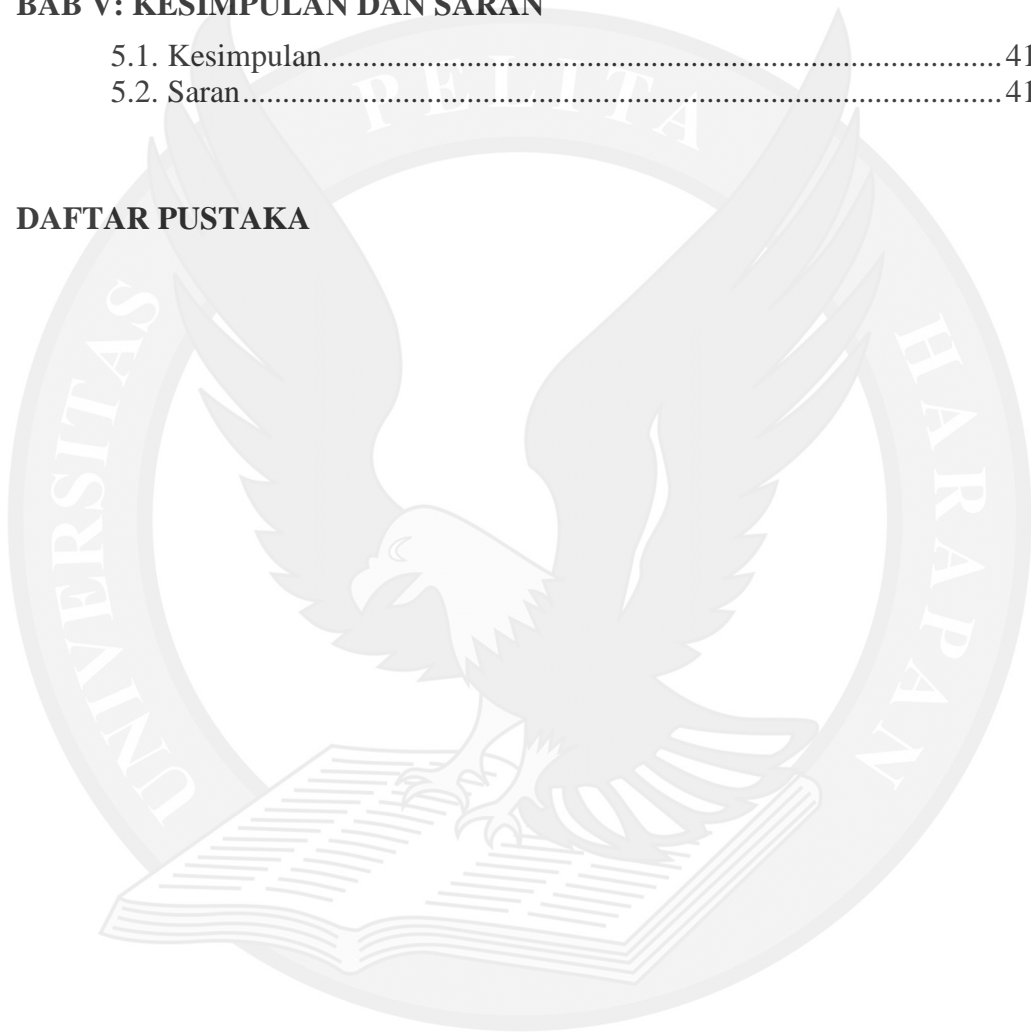 BAB V: KESIMPULAN DAN SARAN
5.1. Kesimpulan.....................................................................................41
5.2. Saran...............................................................................................41
DAFTAR PUSTAKA
UNIVERSITAS PELITA HARAPAN